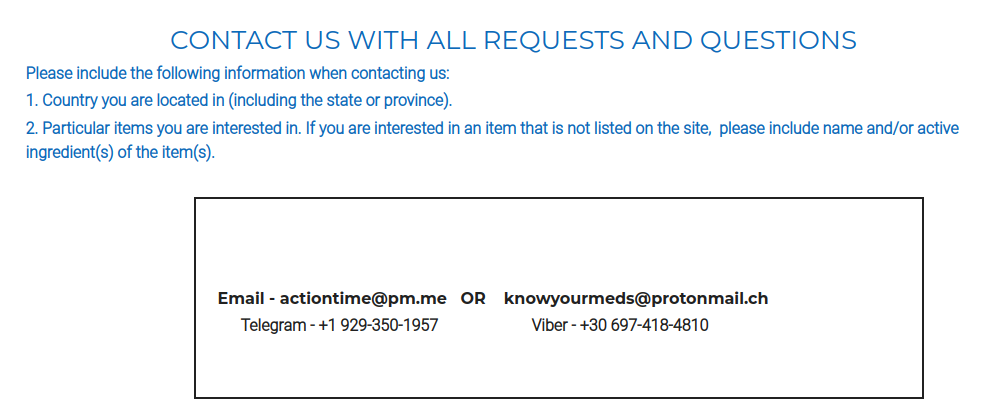 CONTACT US WITH ALL REQUESTS AND QUESTIONS
Please include the following information when contacting us:
1. Country you are located in (including the state or province).
2. Particular items you are interested in. If you are interested in an item that is not listed on the site, please include name and/or active
ingredient(s) of the item(s).
Email - actiontime@pm.me OR knowyourmeds@protonmail.ch
Telegram - +1 929-350-1957 Viber - +30 697-418-4810